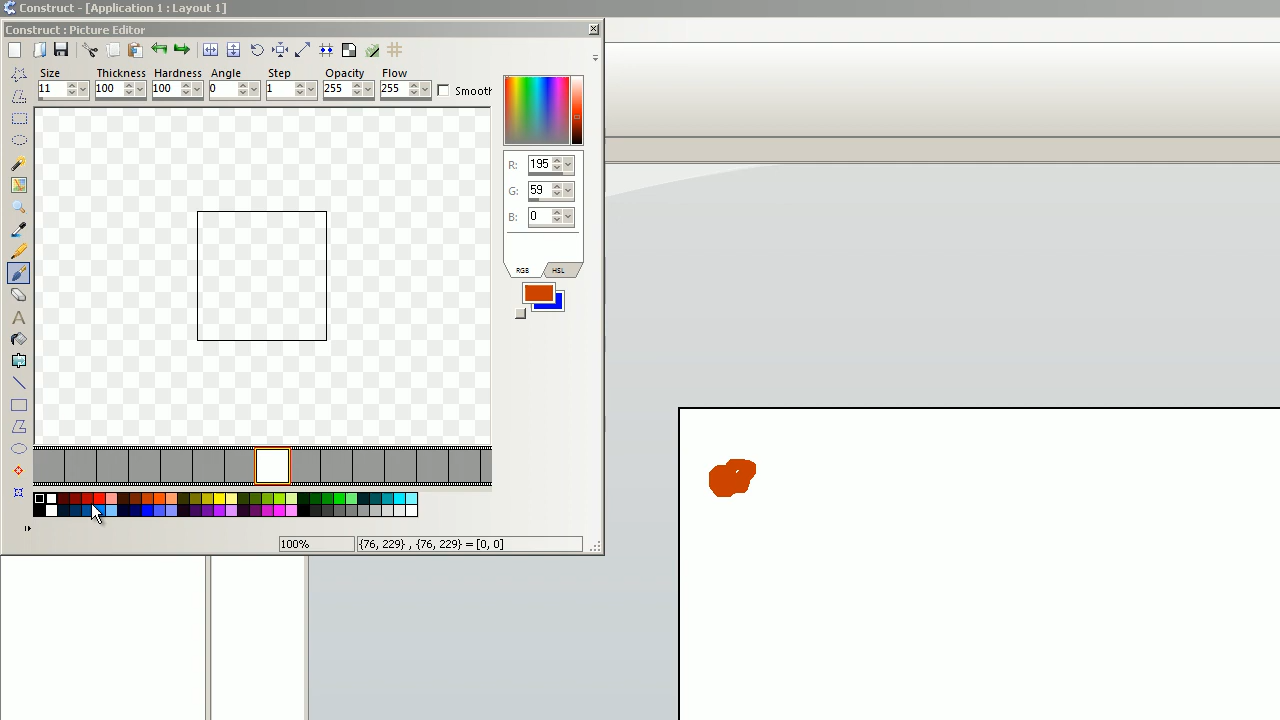 Construct - [Application 1 : Layout 1]
Construct : Picture Editor
Size Thickness Hardness Angle Step Opacity Flow
11 100 100 0 1 255 255 Smooth
R: 195
G: 59
B: 0
RGB HSL
A
100% {76, 229} , {76, 229} = [0, 0]